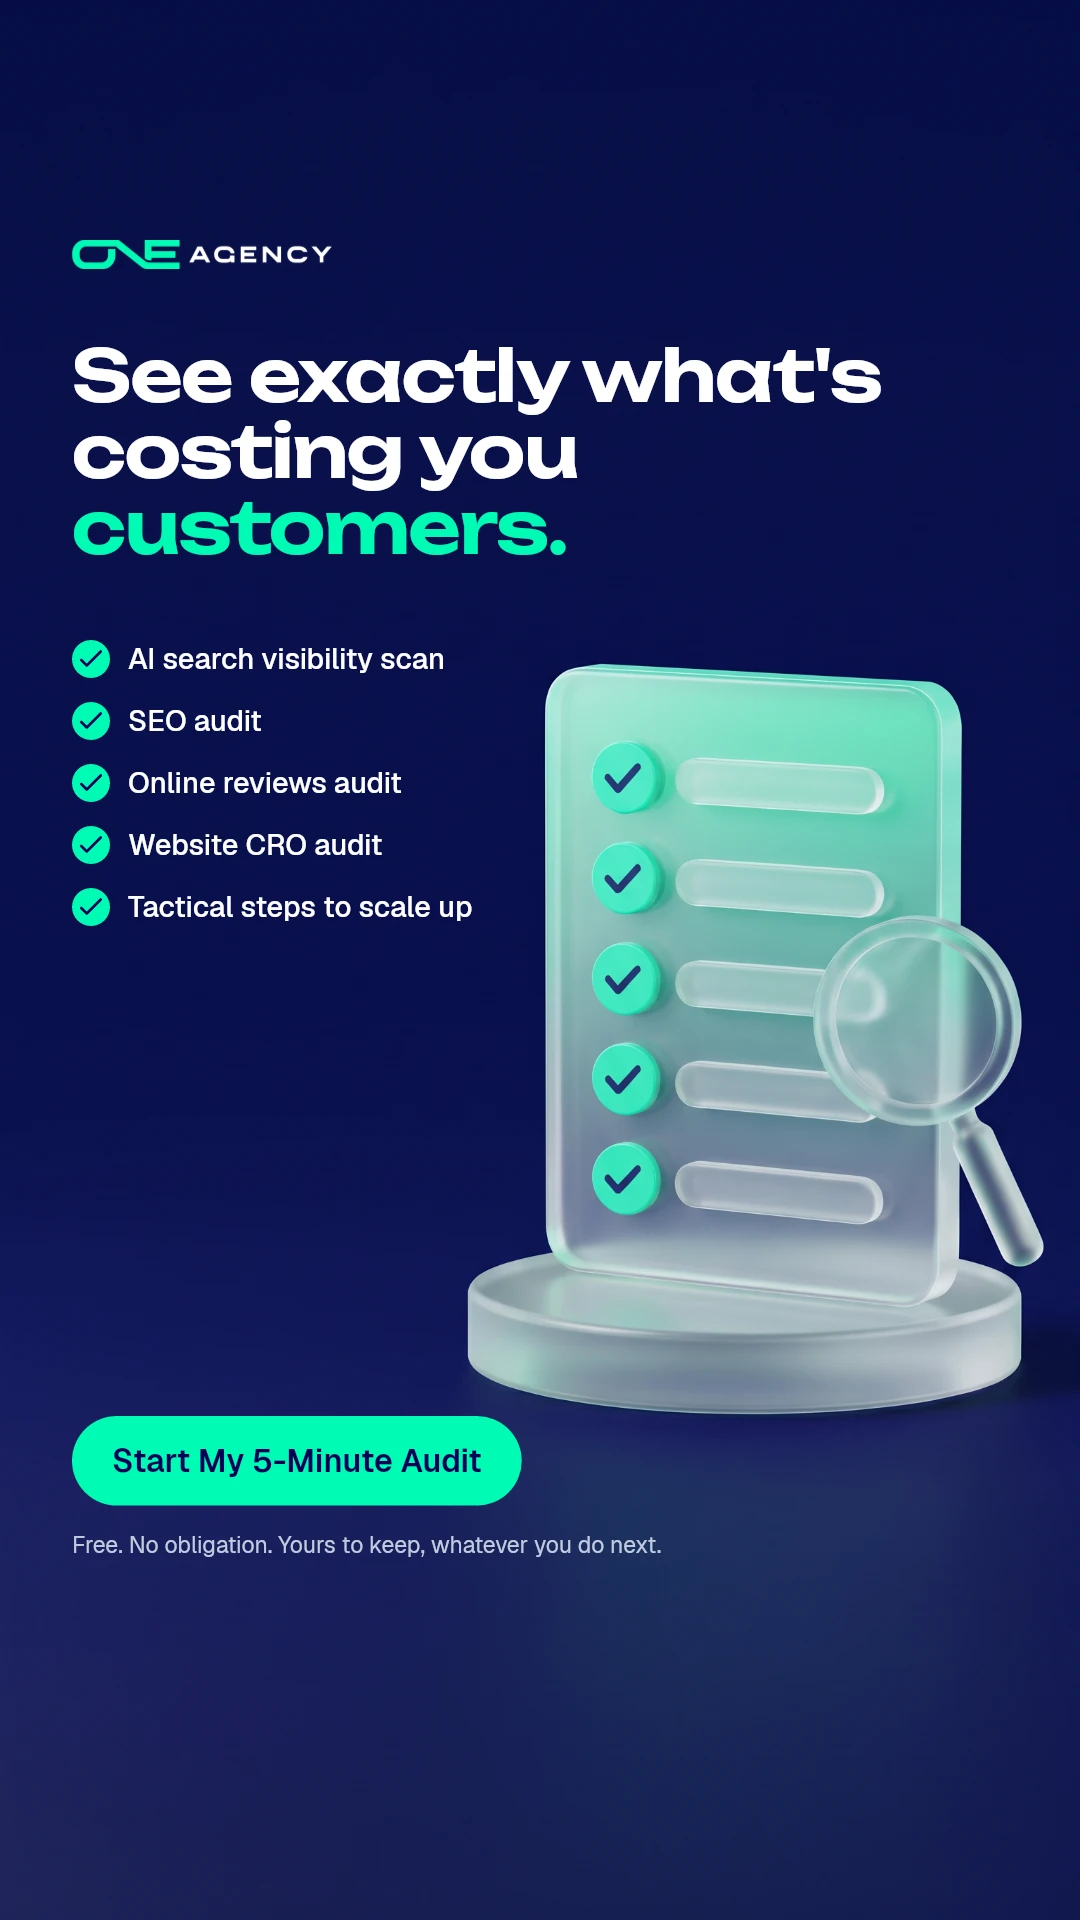 ONE AGENCY
See exactly what's
costing you
customers.
AI search visibility scan
SEO audit
Online reviews audit
Website CRO audit
Tactical steps to scale up
Start My 5-Minute Audit
Free. No obligation. Yours to keep, whatever you do next.